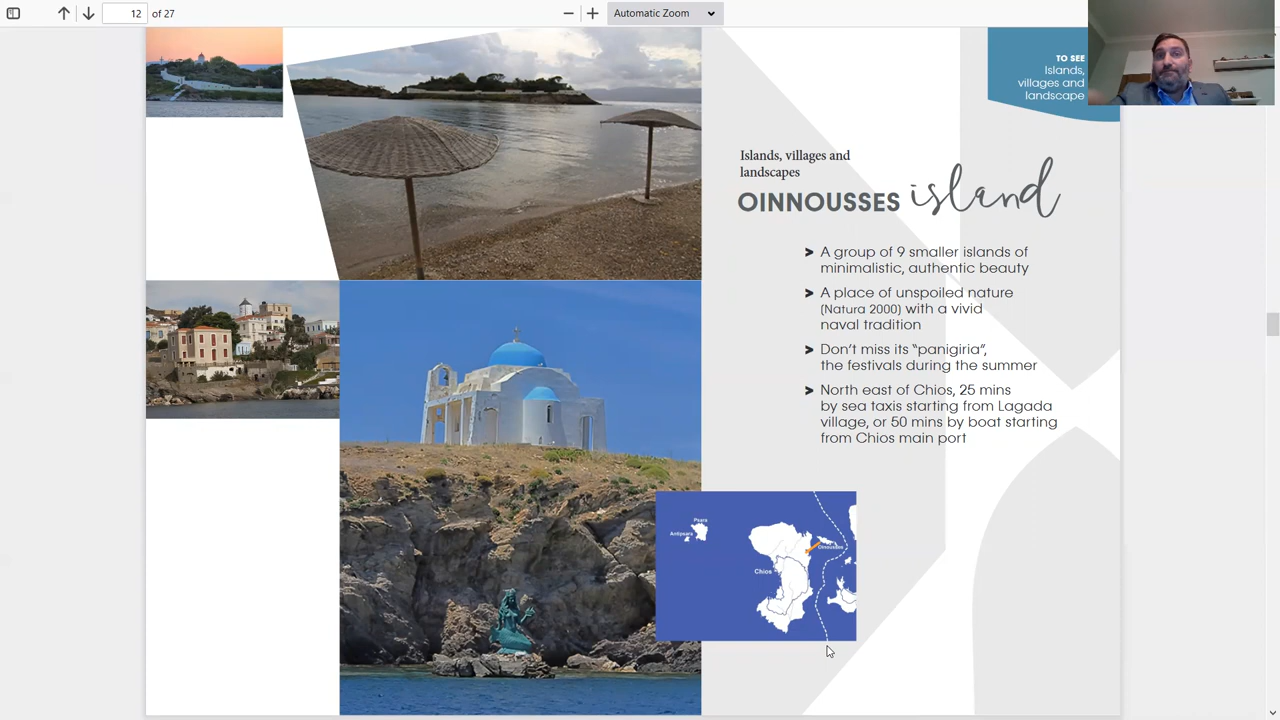 12 of 27
Automatic Zoom
TO SEE
Islands,
villages and
landscape
Islands, villages and
landscapes
OINNOUSSES island
> A group of 9 smaller islands of
minimalistic, authentic beauty
> A place of unspoiled nature
(Natura 2000) with a vivid
naval tradition
> Don't miss its “panigiria”,
the festivals during the summer
> North east of Chios, 25 mins
by sea taxis starting from Lagada
village, or 50 mins by boat starting
from Chios main port
Psara
Antipsara
Oinousses
Chios